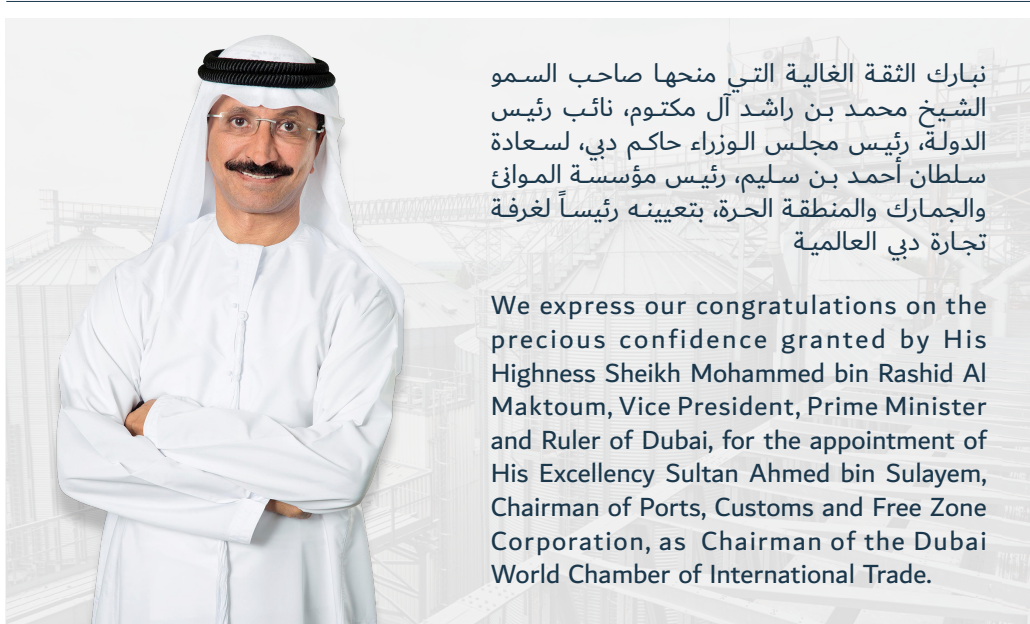 نبارك الثقة الغالية التي منحها صاحب السمو
الشيخ محمد بن راشد آل مكتوم، نائب رئيس
الدولة، رئيس مجلس الوزراء حاكم دبي، لسعادة
سلطان أحمد بن سليم، رئيس مؤسسة الموانئ
والجمارك والمنطقة الحرة، بتعيينه رئيساً لغرفة
تجارة دبي العالمية
We express our congratulations on the
precious confidence granted by His
Highness Sheikh Mohammed bin Rashid Al
Maktoum, Vice President, Prime Minister
and Ruler of Dubai, for the appointment of
His Excellency Sultan Ahmed bin Sulayem,
Chairman of Ports, Customs and Free Zone
Corporation, as Chairman of the Dubai
World Chamber of International Trade.